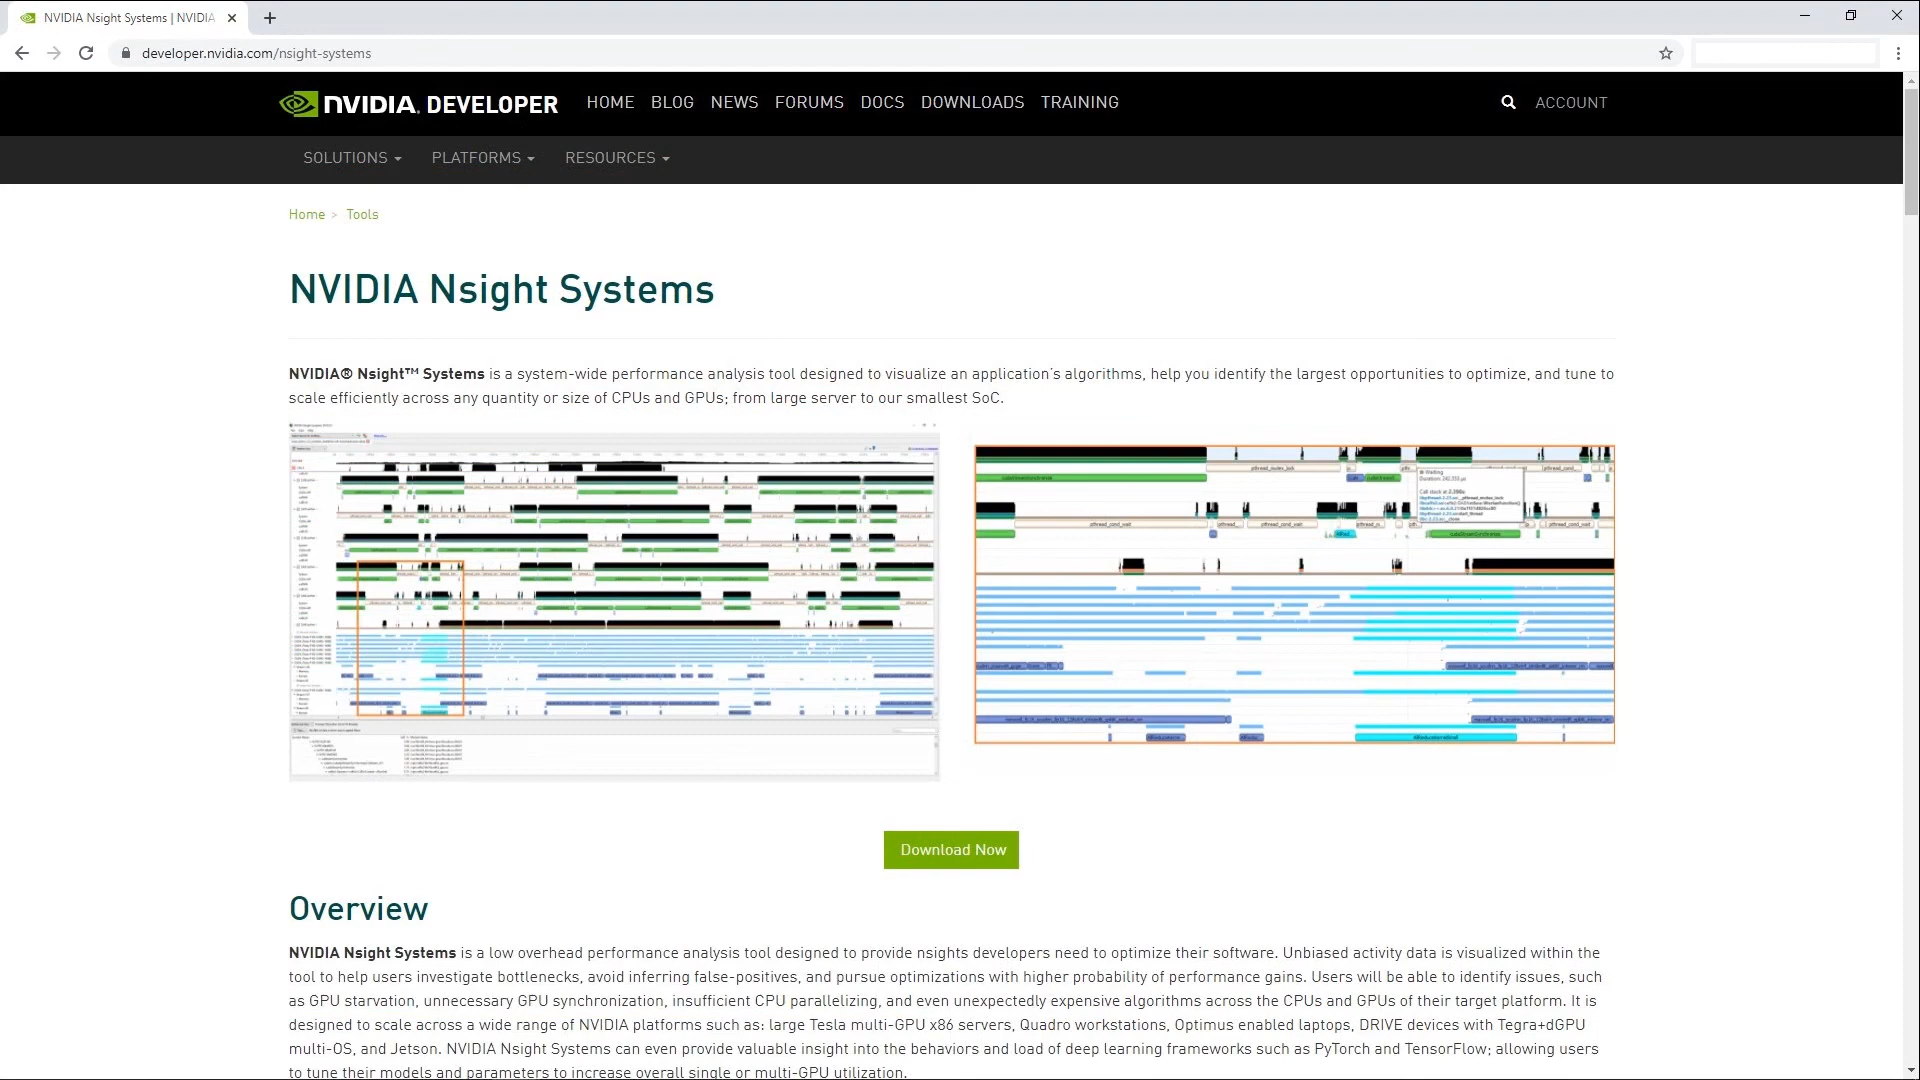 NVIDIA Nsight Systems | NVIDIA
developer.nvidia.com/nsight-systems
NVIDIA. DEVELOPER HOME BLOG NEWS FORUMS DOCS DOWNLOADS TRAINING ACCOUNT
SOLUTIONS PLATFORMS RESOURCES
Home > Tools
NVIDIA Nsight Systems
NVIDIA® Nsight™ Systems is a system-wide performance analysis tool designed to visualize an application's algorithms, help you identify the largest opportunities to optimize, and tune to
scale efficiently across any quantity or size of CPUs and GPUs; from large server to our smallest SoC.
pthread_mutex_lock
Waiting
pthread_cond_wait pthread_cond_wait pthread_cond_wait
Download Now
Overview
NVIDIA Nsight Systems is a low overhead performance analysis tool designed to provide nsights developers need to optimize their software. Unbiased activity data is visualized within the
tool to help users investigate bottlenecks, avoid inferring false-positives, and pursue optimizations with higher probability of performance gains. Users will be able to identify issues, such
as GPU starvation, unnecessary GPU synchronization, insufficient CPU parallelizing, and even unexpectedly expensive algorithms across the CPUs and GPUs of their target platform. It is
designed to scale across a wide range of NVIDIA platforms such as: large Tesla multi-GPU x86 servers, Quadro workstations, Optimus enabled laptops, DRIVE devices with Tegra+dGPU
multi-OS, and Jetson. NVIDIA Nsight Systems can even provide valuable insight into the behaviors and load of deep learning frameworks such as PyTorch and TensorFlow; allowing users
to tune their models and parameters to increase overall single or multi-GPU utilization.